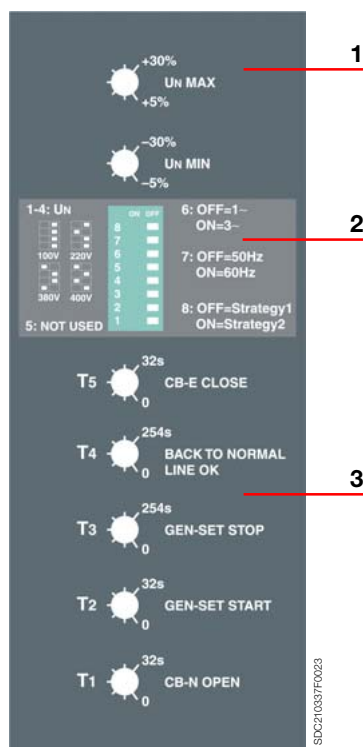 +30%
UN MAX
+5%
1
–30%
UN MIN
–5%
1-4: UN
100V 220V
380V 400V
5: NOT USED
ON OFF
8
7
6
5
4
3
2
1
6: OFF=1~
ON=3~
7: OFF=50Hz
ON=60Hz
8: OFF=Strategy1
ON=Strategy2
2
32s
T5 CB-E CLOSE
0
254s
T4 BACK TO NORMAL
LINE OK
0
3
254s
T3 GEN-SET STOP
0
32s
T2 GEN-SET START
0
32s
T1 CB-N OPEN
0
SDC210337F0023